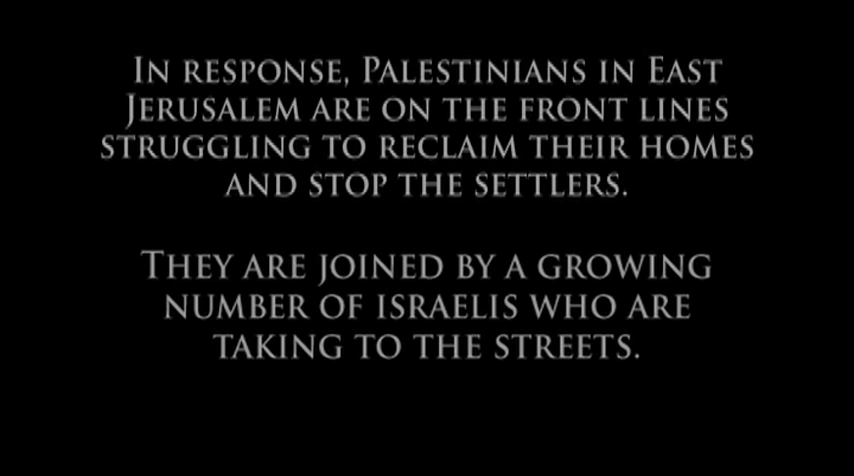 In response, Palestinians in East
Jerusalem are on the front lines
struggling to reclaim their homes
and stop the settlers.
They are joined by a growing
number of israelis who are
taking to the streets.